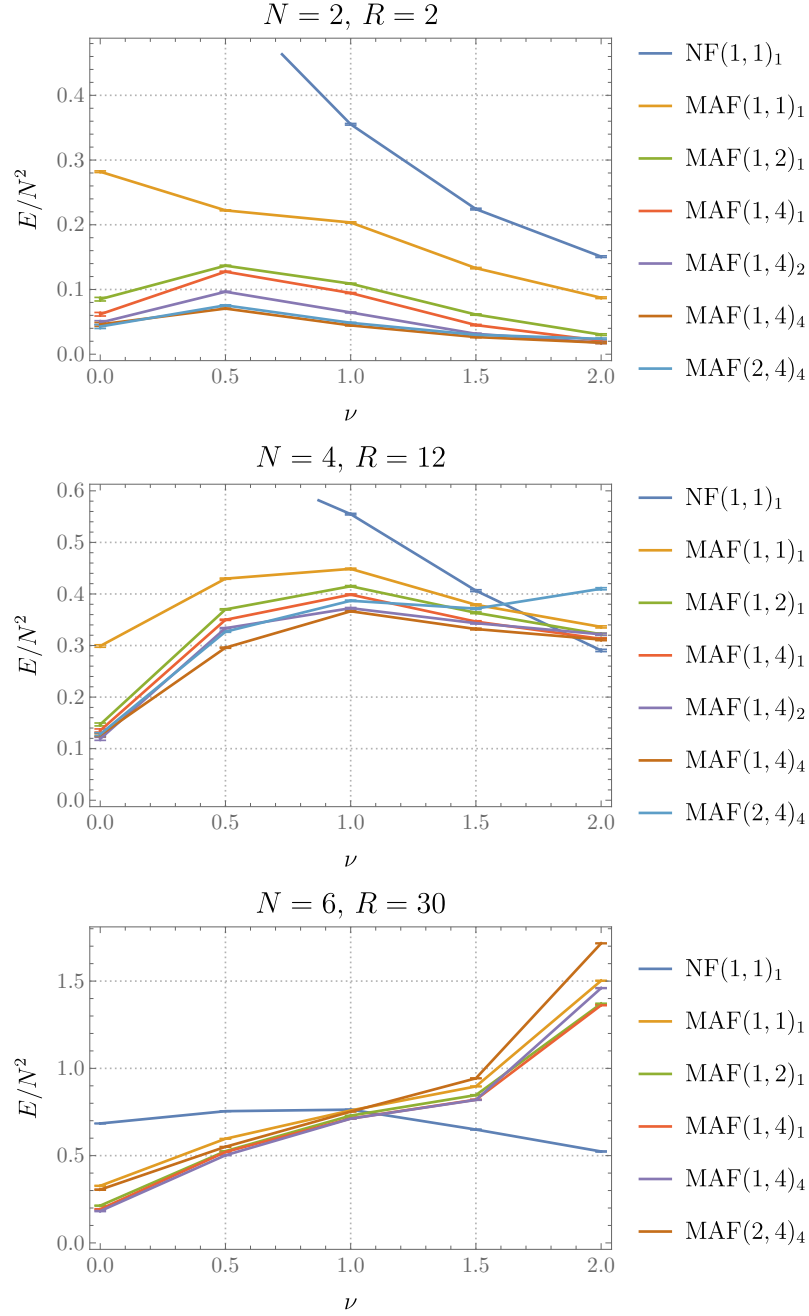 N = 2, R = 2
E/N²
0.4
0.3
0.2
0.1
0.0
0.0 0.5 1.0 1.5 2.0
ν
NF(1, 1)₁
MAF(1, 1)₁
MAF(1, 2)₁
MAF(1, 4)₁
MAF(1, 4)₂
MAF(1, 4)₄
MAF(2, 4)₄
N = 4, R = 12
E/N²
0.6
0.5
0.4
0.3
0.2
0.1
0.0
0.0 0.5 1.0 1.5 2.0
ν
NF(1, 1)₁
MAF(1, 1)₁
MAF(1, 2)₁
MAF(1, 4)₁
MAF(1, 4)₂
MAF(1, 4)₄
MAF(2, 4)₄
N = 6, R = 30
E/N²
1.5
1.0
0.5
0.0
0.0 0.5 1.0 1.5 2.0
ν
NF(1, 1)₁
MAF(1, 1)₁
MAF(1, 2)₁
MAF(1, 4)₁
MAF(1, 4)₄
MAF(2, 4)₄